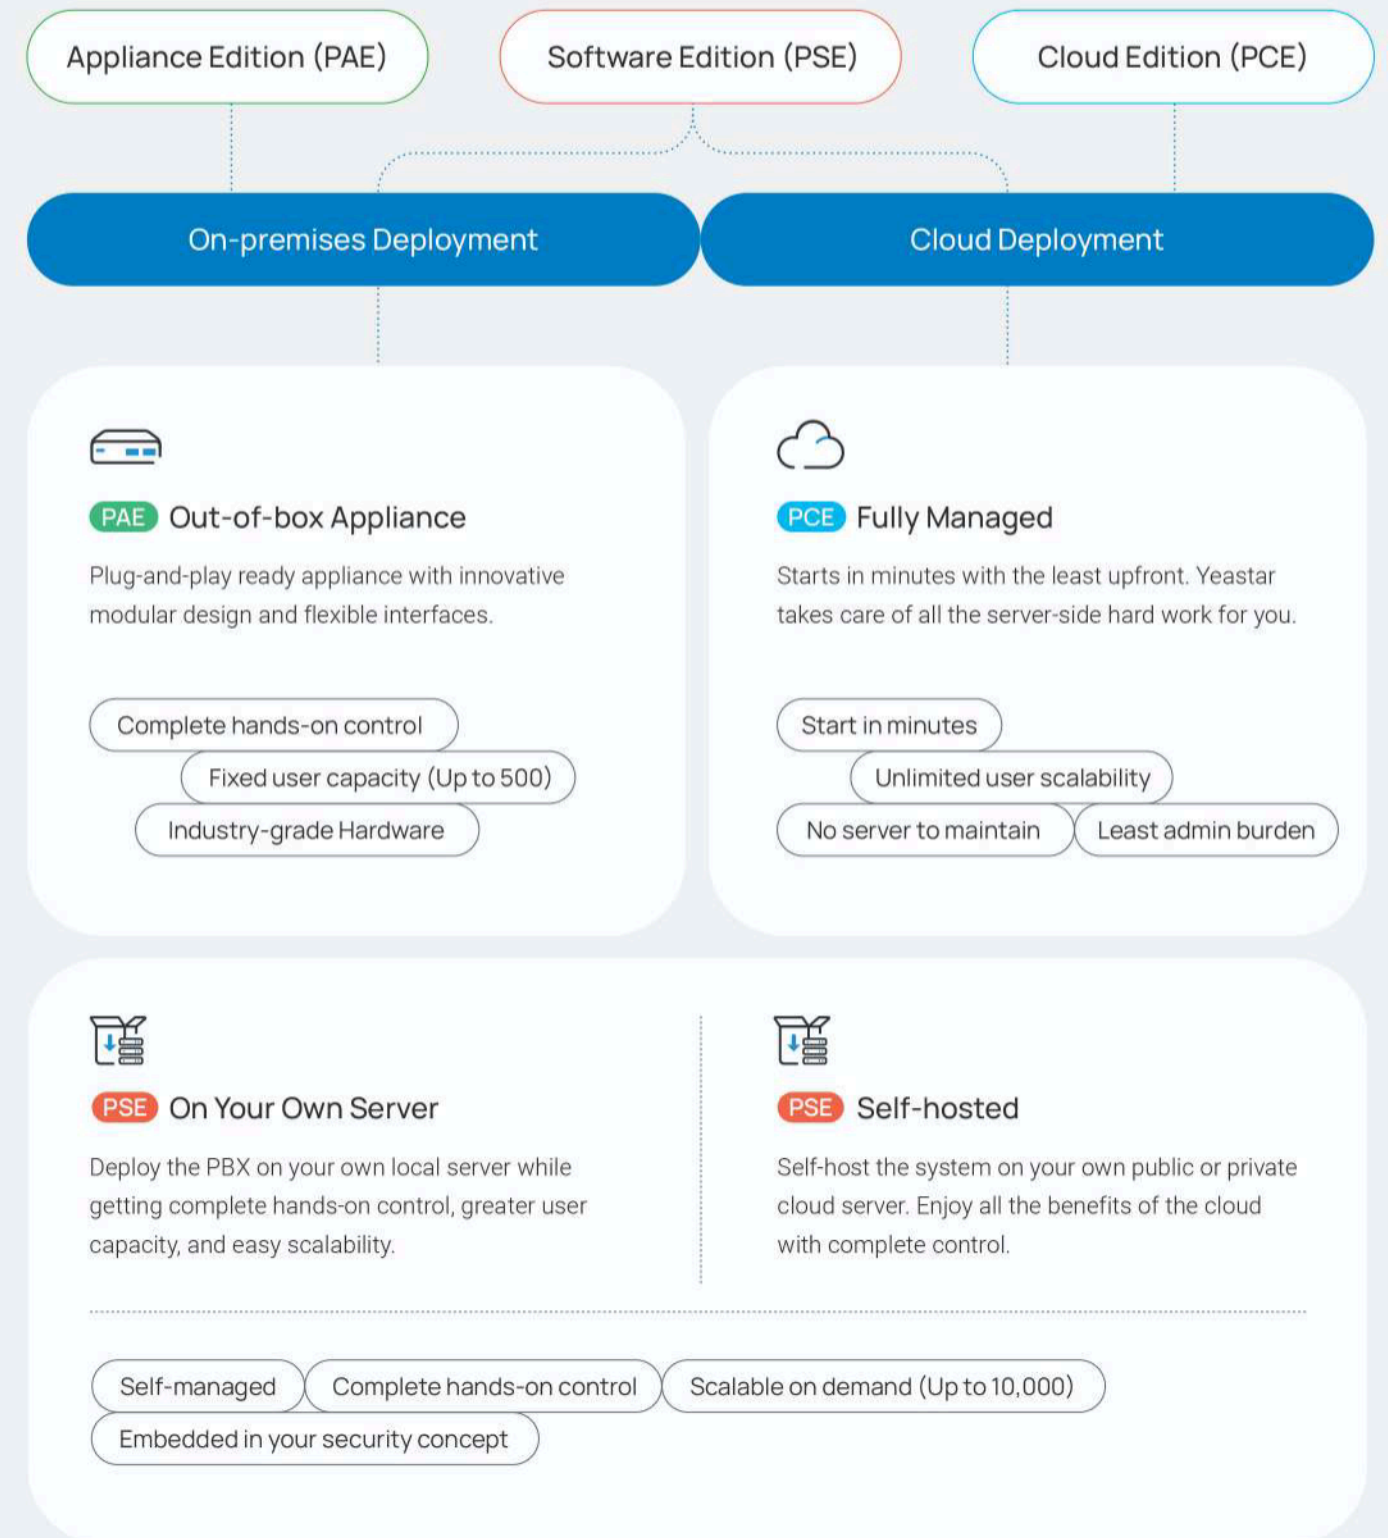 Appliance Edition (PAE)
Software Edition (PSE)
Cloud Edition (PCE)
On-premises Deployment
Cloud Deployment
PAE Out-of-box Appliance
Plug-and-play ready appliance with innovative
modular design and flexible interfaces.
Complete hands-on control
Fixed user capacity (Up to 500)
Industry-grade Hardware
PCE Fully Managed
Starts in minutes with the least upfront. Yeastar
takes care of all the server-side hard work for you.
Start in minutes
Unlimited user scalability
No server to maintain
Least admin burden
PSE On Your Own Server
Deploy the PBX on your own local server while
getting complete hands-on control, greater user
capacity, and easy scalability.
PSE Self-hosted
Self-host the system on your own public or private
cloud server. Enjoy all the benefits of the cloud
with complete control.
Self-managed
Complete hands-on control
Scalable on demand (Up to 10,000)
Embedded in your security concept